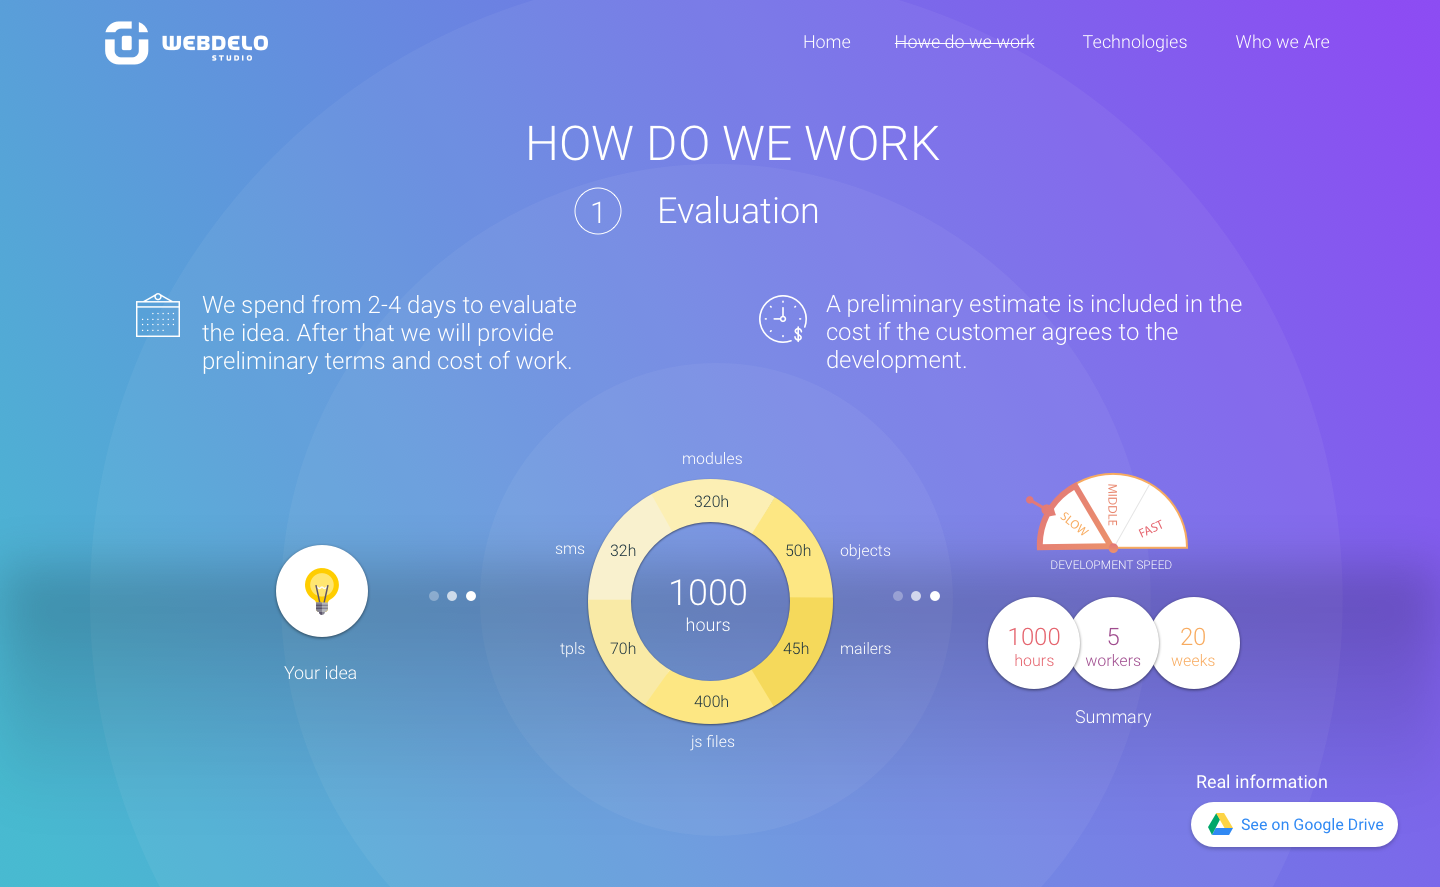 WEBDELO
STUDIO
Home
Howe do we work
Technologies
Who we Are
HOW DO WE WORK
1
Evaluation
We spend from 2-4 days to evaluate
the idea. After that we will provide
preliminary terms and cost of work.
$
A preliminary estimate is included in the
cost if the customer agrees to the
development.
Your idea
modules
320h
sms
32h
50h
objects
1000
hours
tpls
70h
45h
mailers
400h
js files
SLOW
MIDDLE
FAST
DEVELOPMENT SPEED
1000
hours
5
workers
20
weeks
Summary
Real information
See on Google Drive